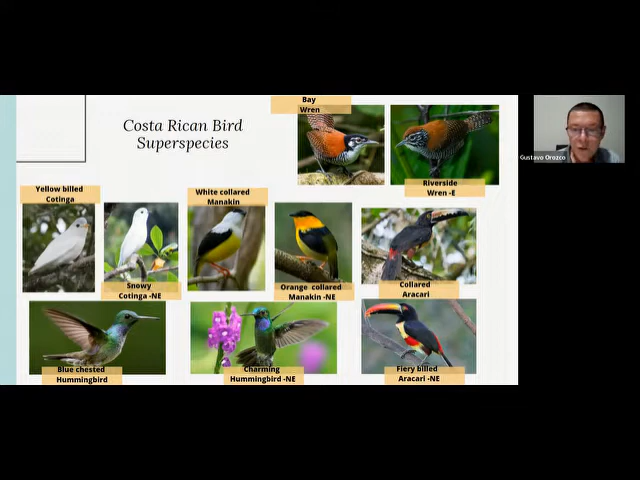 Costa Rican Bird
Superspecies
Bay
Wren
Riverside
Wren -E
Yellow billed
Cotinga
Snowy
Cotinga -NE
White collared
Manakin
Orange collared
Manakin -NE
Collared
Aracari
Blue chested
Hummingbird
Charming
Hummingbird -NE
Fiery billed
Aracari -NE
Gustavo Orozco